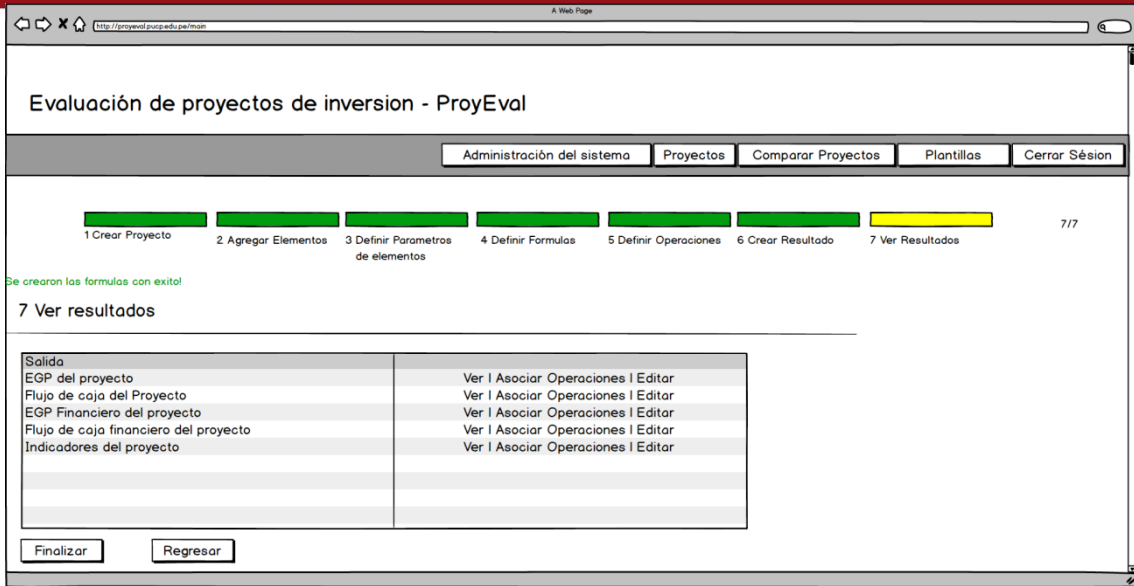 A Web Page
http://proyeval.pucp.edu.pe/main
Evaluación de proyectos de inversion - ProyEval
Administración del sistema Proyectos Comparar Proyectos Plantillas Cerrar Sésion
1 Crear Proyecto 2 Agregar Elementos 3 Definir Parametros de elementos 4 Definir Formulas 5 Definir Operaciones 6 Crear Resultado 7 Ver Resultados 7/7
Se crearon las formulas con exito!
7 Ver resultados
Salida
EGP del proyecto Ver | Asociar Operaciones | Editar
Flujo de caja del Proyecto Ver | Asociar Operaciones | Editar
EGP Financiero del proyecto Ver | Asociar Operaciones | Editar
Flujo de caja financiero del proyecto Ver | Asociar Operaciones | Editar
Indicadores del proyecto Ver | Asociar Operaciones | Editar
Finalizar Regresar